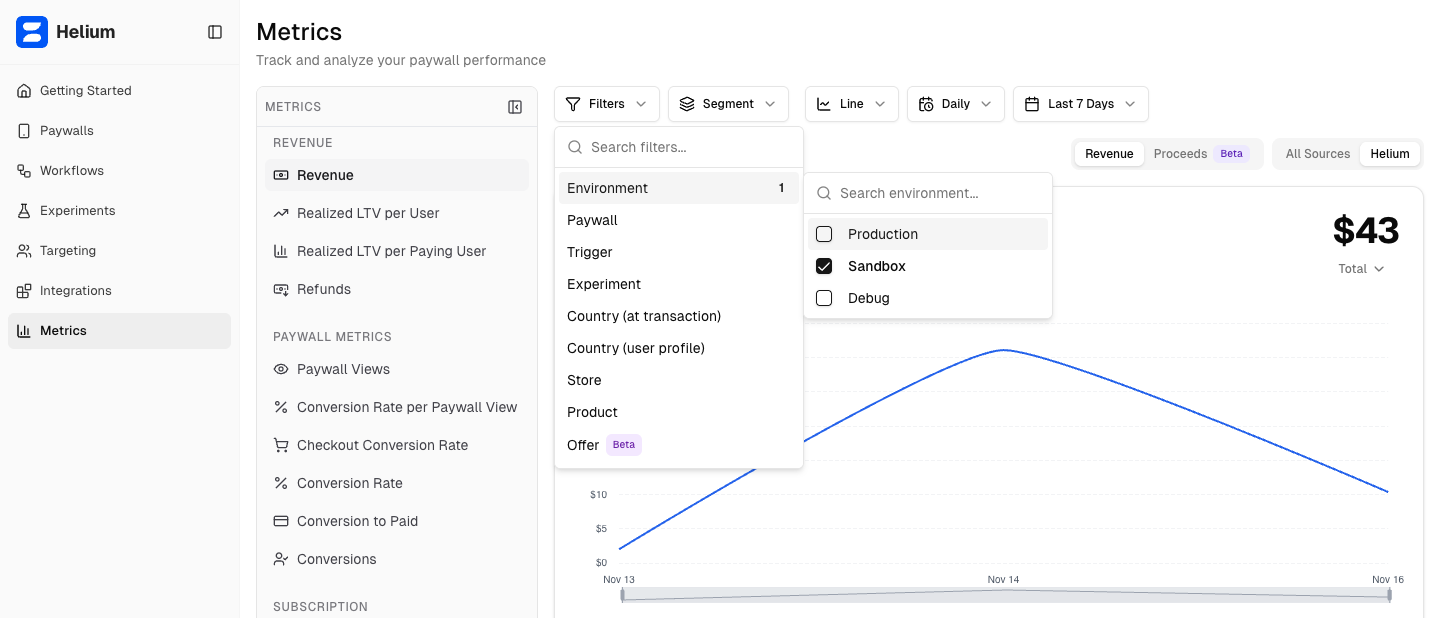 Helium
Getting Started
Paywalls
Workflows
Experiments
Targeting
Integrations
Metrics
Metrics
Track and analyze your paywall performance
METRICS
REVENUE
Revenue
Realized LTV per User
Realized LTV per Paying User
Refunds
PAYWALL METRICS
Paywall Views
Conversion Rate per Paywall View
Checkout Conversion Rate
Conversion Rate
Conversion to Paid
Conversions
SUBSCRIPTION
Filters Segment Line Daily Last 7 Days
Search filters...
Environment 1
Paywall
Trigger
Experiment
Country (at transaction)
Country (user profile)
Store
Product
Offer Beta
Search environment...
Production
Sandbox
Debug
Revenue Proceeds Beta All Sources Helium
$43
Total
$10
$5
$0
Nov 13 Nov 14 Nov 16